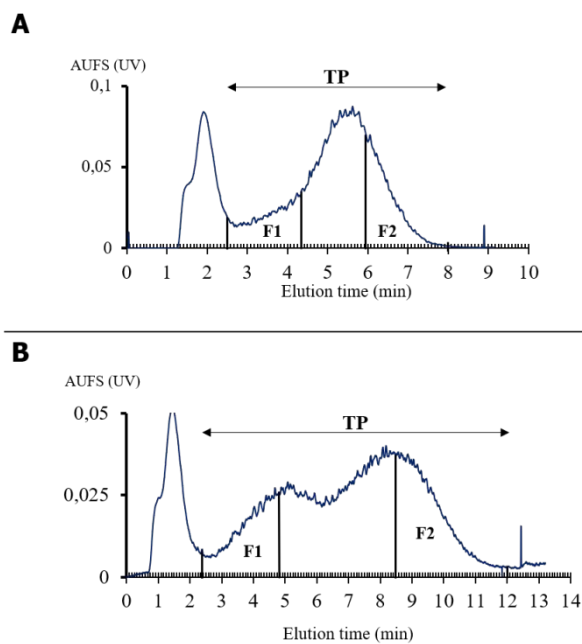 A
AUFS (UV)
TP
0,1
0,05
0
F1
F2
0 1 2 3 4 5 6 7 8 9 10
Elution time (min)
B
AUFS (UV)
TP
0,05
0,025
0
F1
F2
0 1 2 3 4 5 6 7 8 9 10 11 12 13 14
Elution time (min)